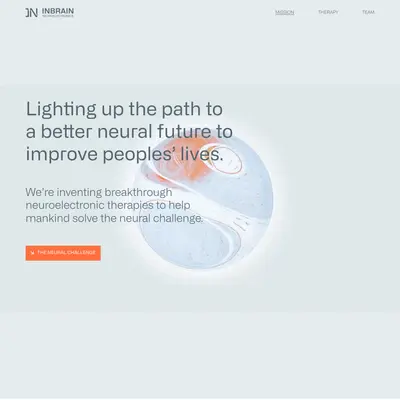 INBRAIN
NEUROELECTRONICS
MISSION
THERAPY
TEAM
Lighting up the path to
a better neural future to
improve peoples' lives.
We're inventing breakthrough
neuroelectronic therapies to help
mankind solve the neural challenge.
THE NEURAL CHALLENGE